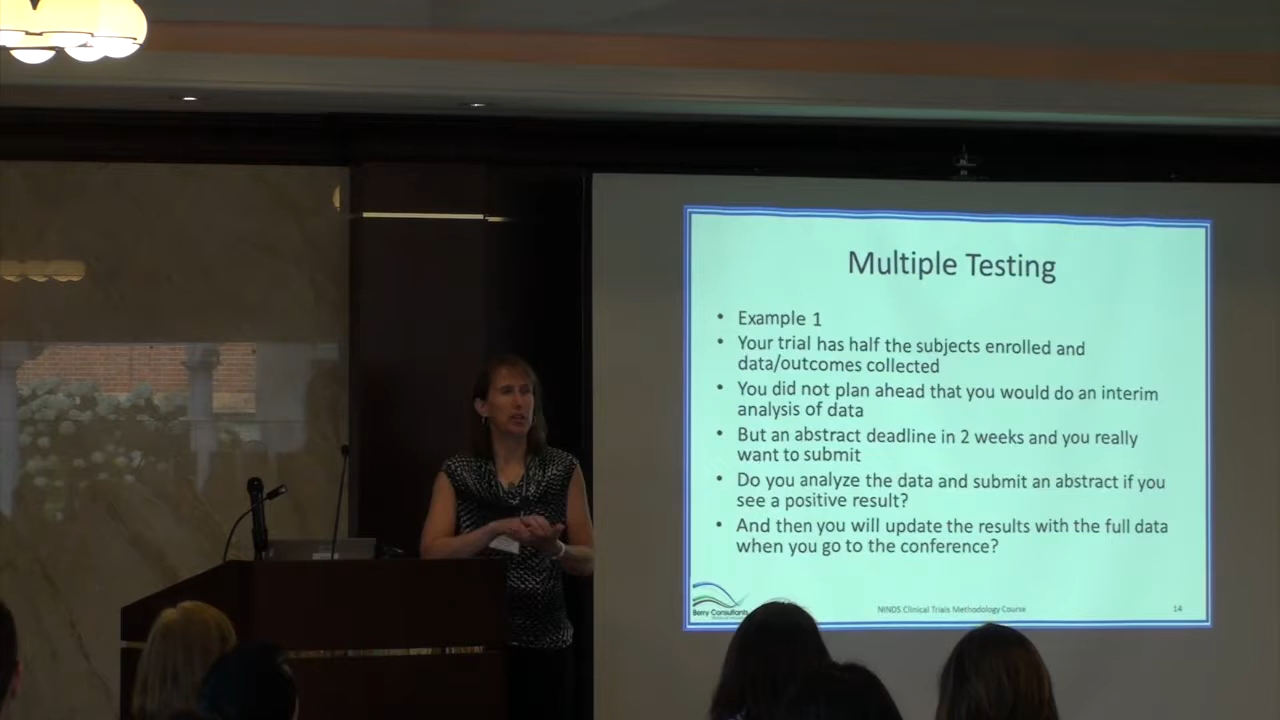 Multiple Testing
• Example 1
• Your trial has half the subjects enrolled and
data/outcomes collected
• You did not plan ahead that you would do an interim
analysis of data
• But an abstract deadline in 2 weeks and you really
want to submit
• Do you analyze the data and submit an abstract if you
see a positive result?
• And then you will update the results with the full data
when you go to the conference?
Berry Consultants
NINDS Clinical Trials Methodology Course
14